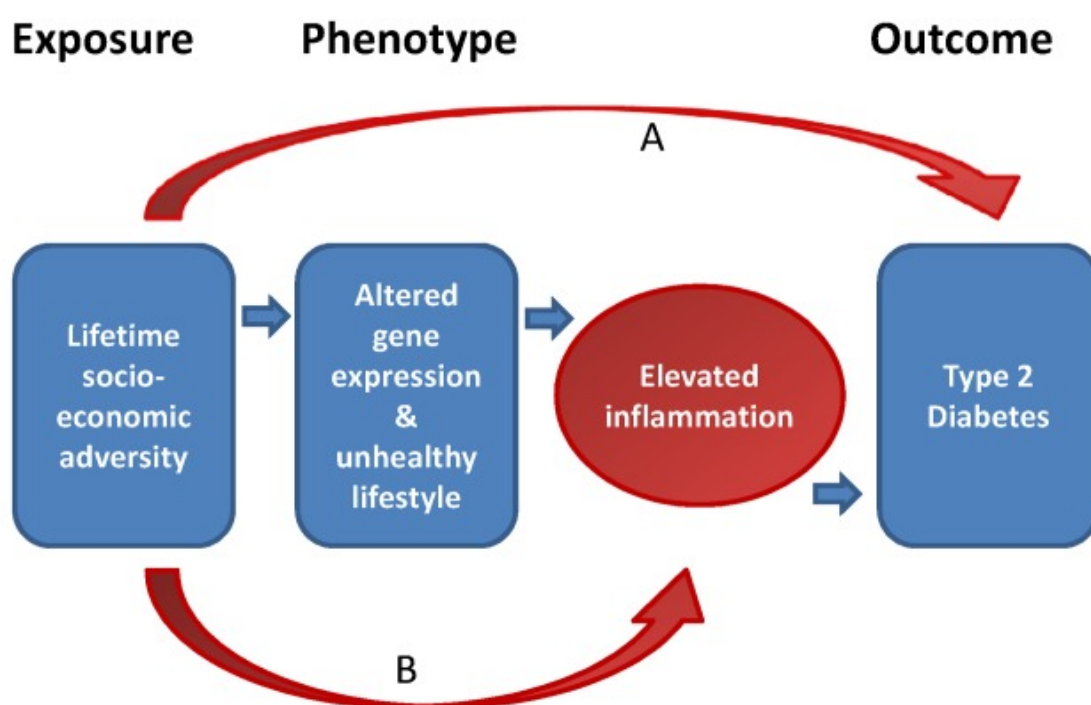 Exposure
Phenotype
Outcome
A
Lifetime
socio-
economic
adversity
Altered
gene
expression
&
unhealthy
lifestyle
Elevated
inflammation
Type 2
Diabetes
B